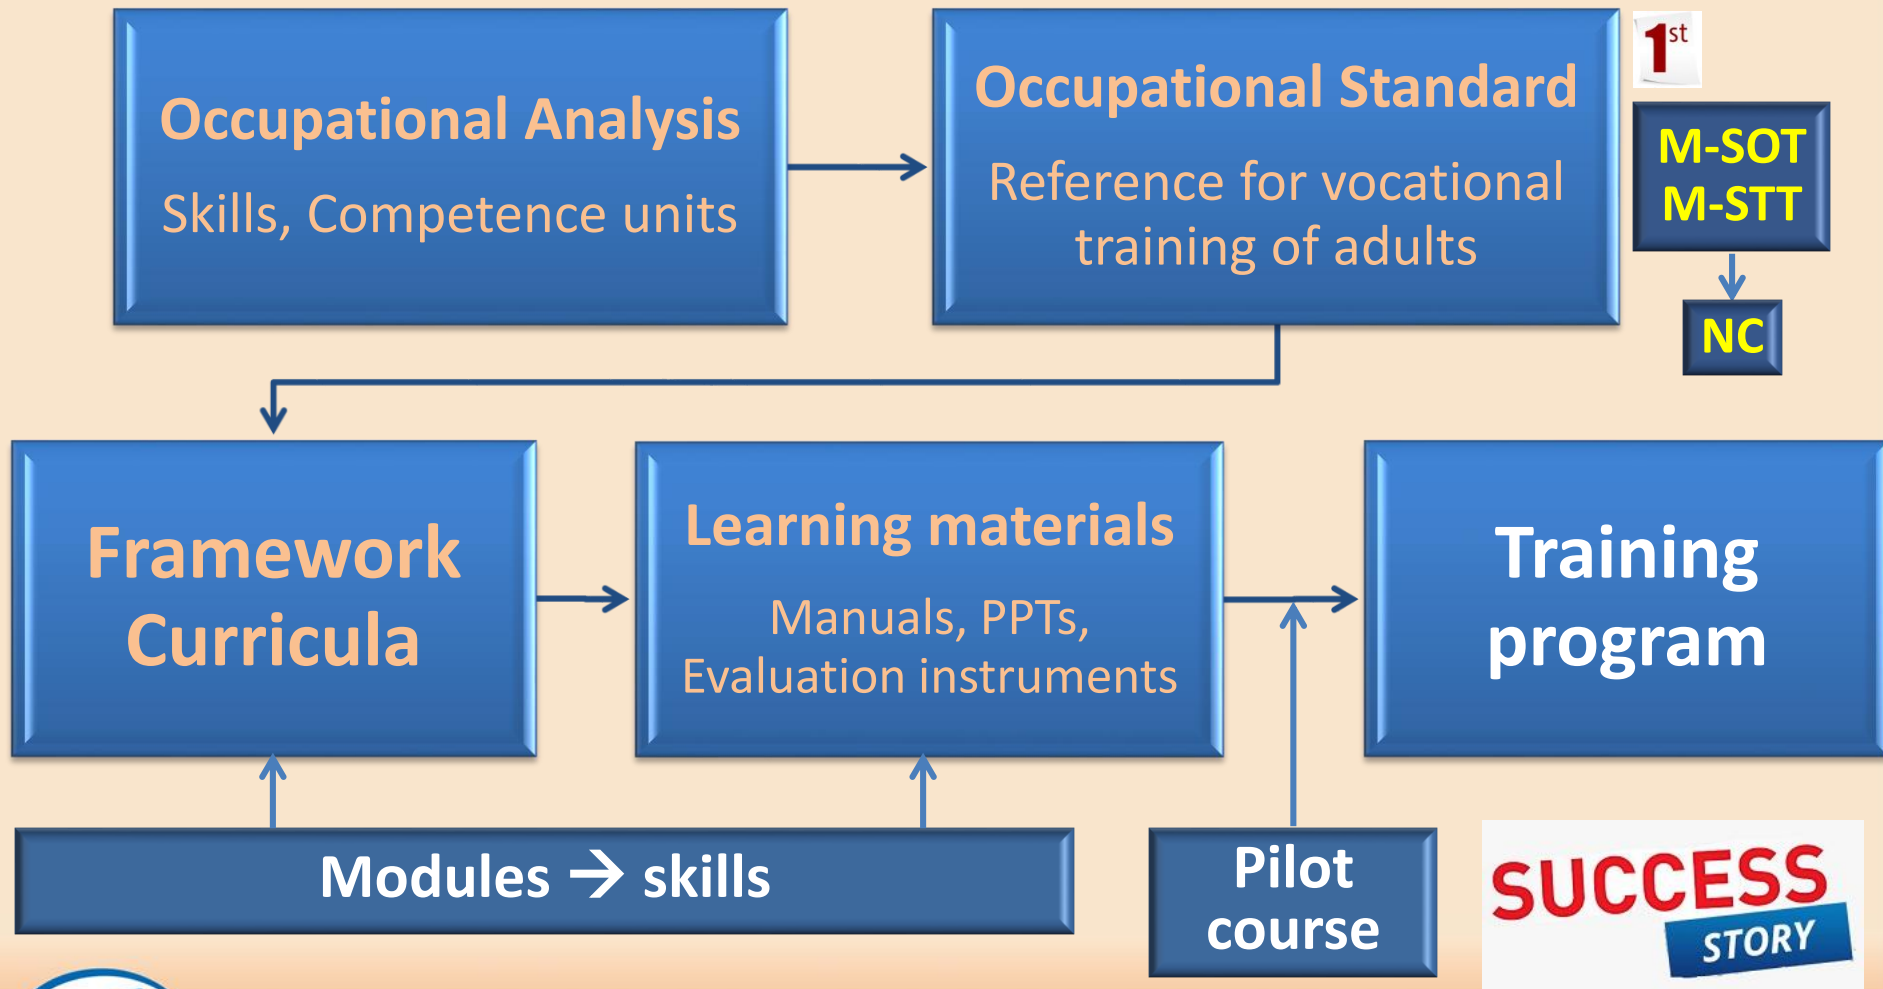 Occupational Analysis
Skills, Competence units
Occupational Standard
Reference for vocational
training of adults
1st
M-SOT
M-STT
NC
Framework
Curricula
Learning materials
Manuals, PPTs,
Evaluation instruments
Training
program
Modules → skills
Pilot
course
SUCCESS
STORY